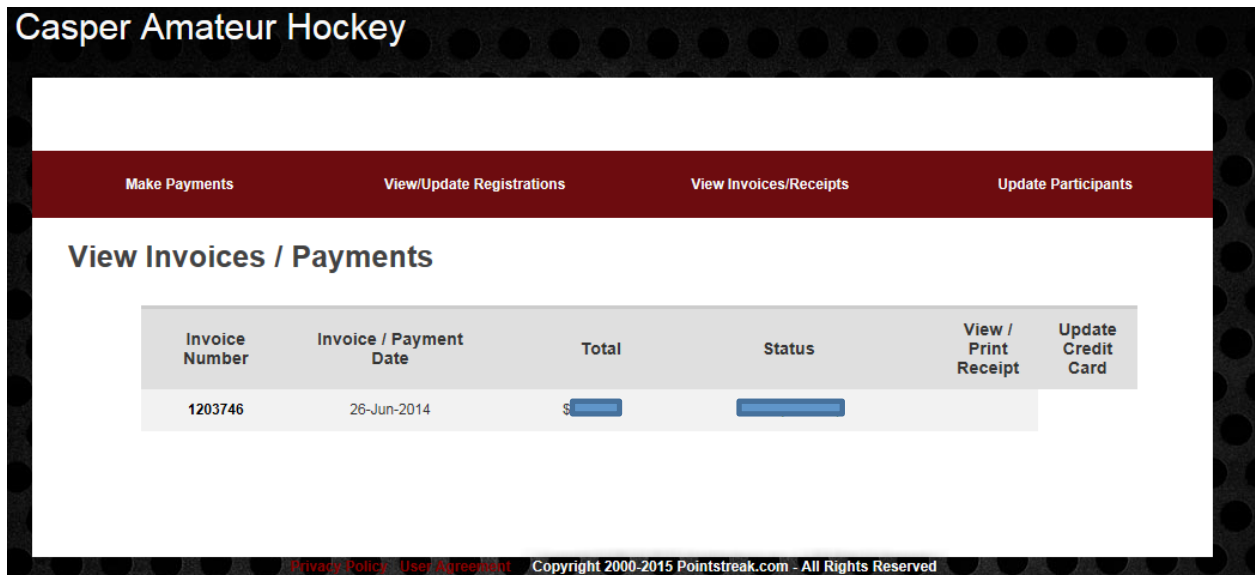 Casper Amateur Hockey
Make Payments View/Update Registrations View Invoices/Receipts Update Participants
View Invoices / Payments
Invoice Number Invoice / Payment Date Total Status View / Print Receipt Update Credit Card
1203746 26-Jun-2014 $
Privacy Policy User Agreement Copyright 2000-2015 Pointstreak.com - All Rights Reserved